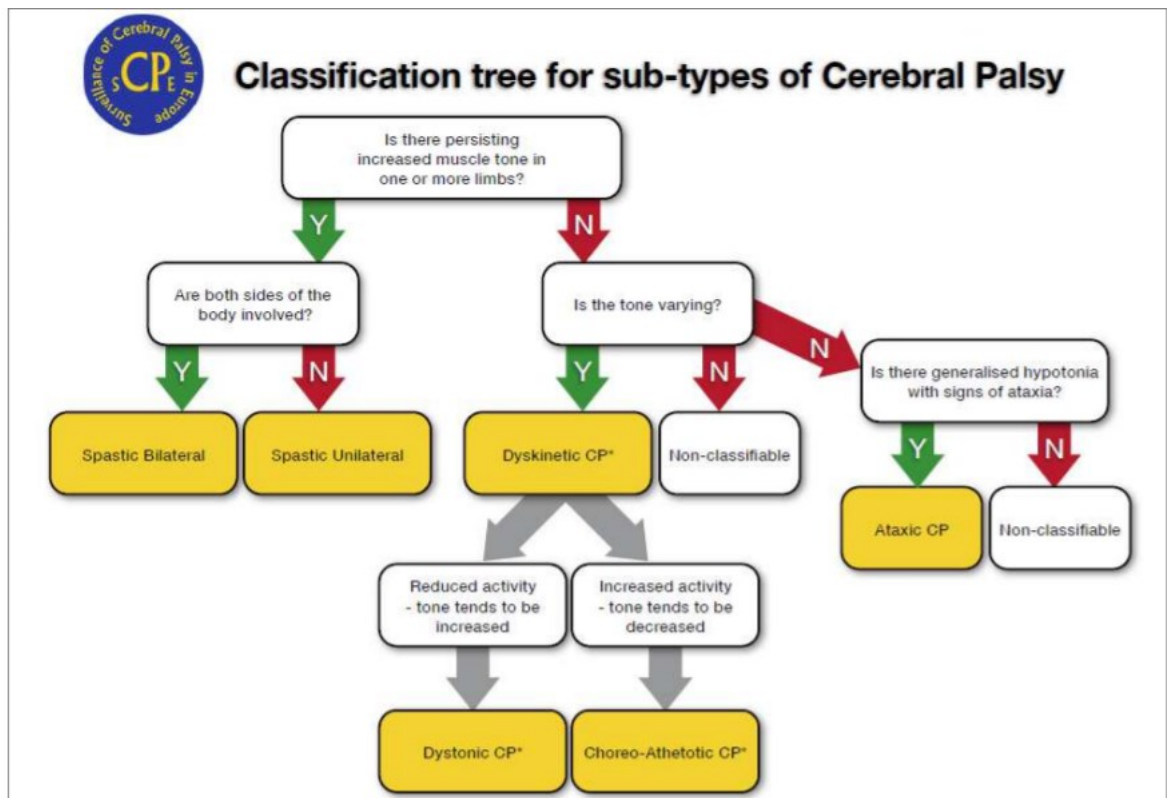 Surveillance of Cerebral Palsy in Europe
SCPE
Classification tree for sub-types of Cerebral Palsy
Is there persisting
increased muscle tone in
one or more limbs?
Y
N
Are both sides of the
body involved?
Is the tone varying?
Y
N
Y
N
N
Is there generalised hypotonia
with signs of ataxia?
Spastic Bilateral
Spastic Unilateral
Dyskinetic CP*
Non-classifiable
Y
N
Ataxic CP
Non-classifiable
Reduced activity
- tone tends to be
increased
Increased activity
- tone tends to be
decreased
Dystonic CP*
Choreo-Athetotic CP*